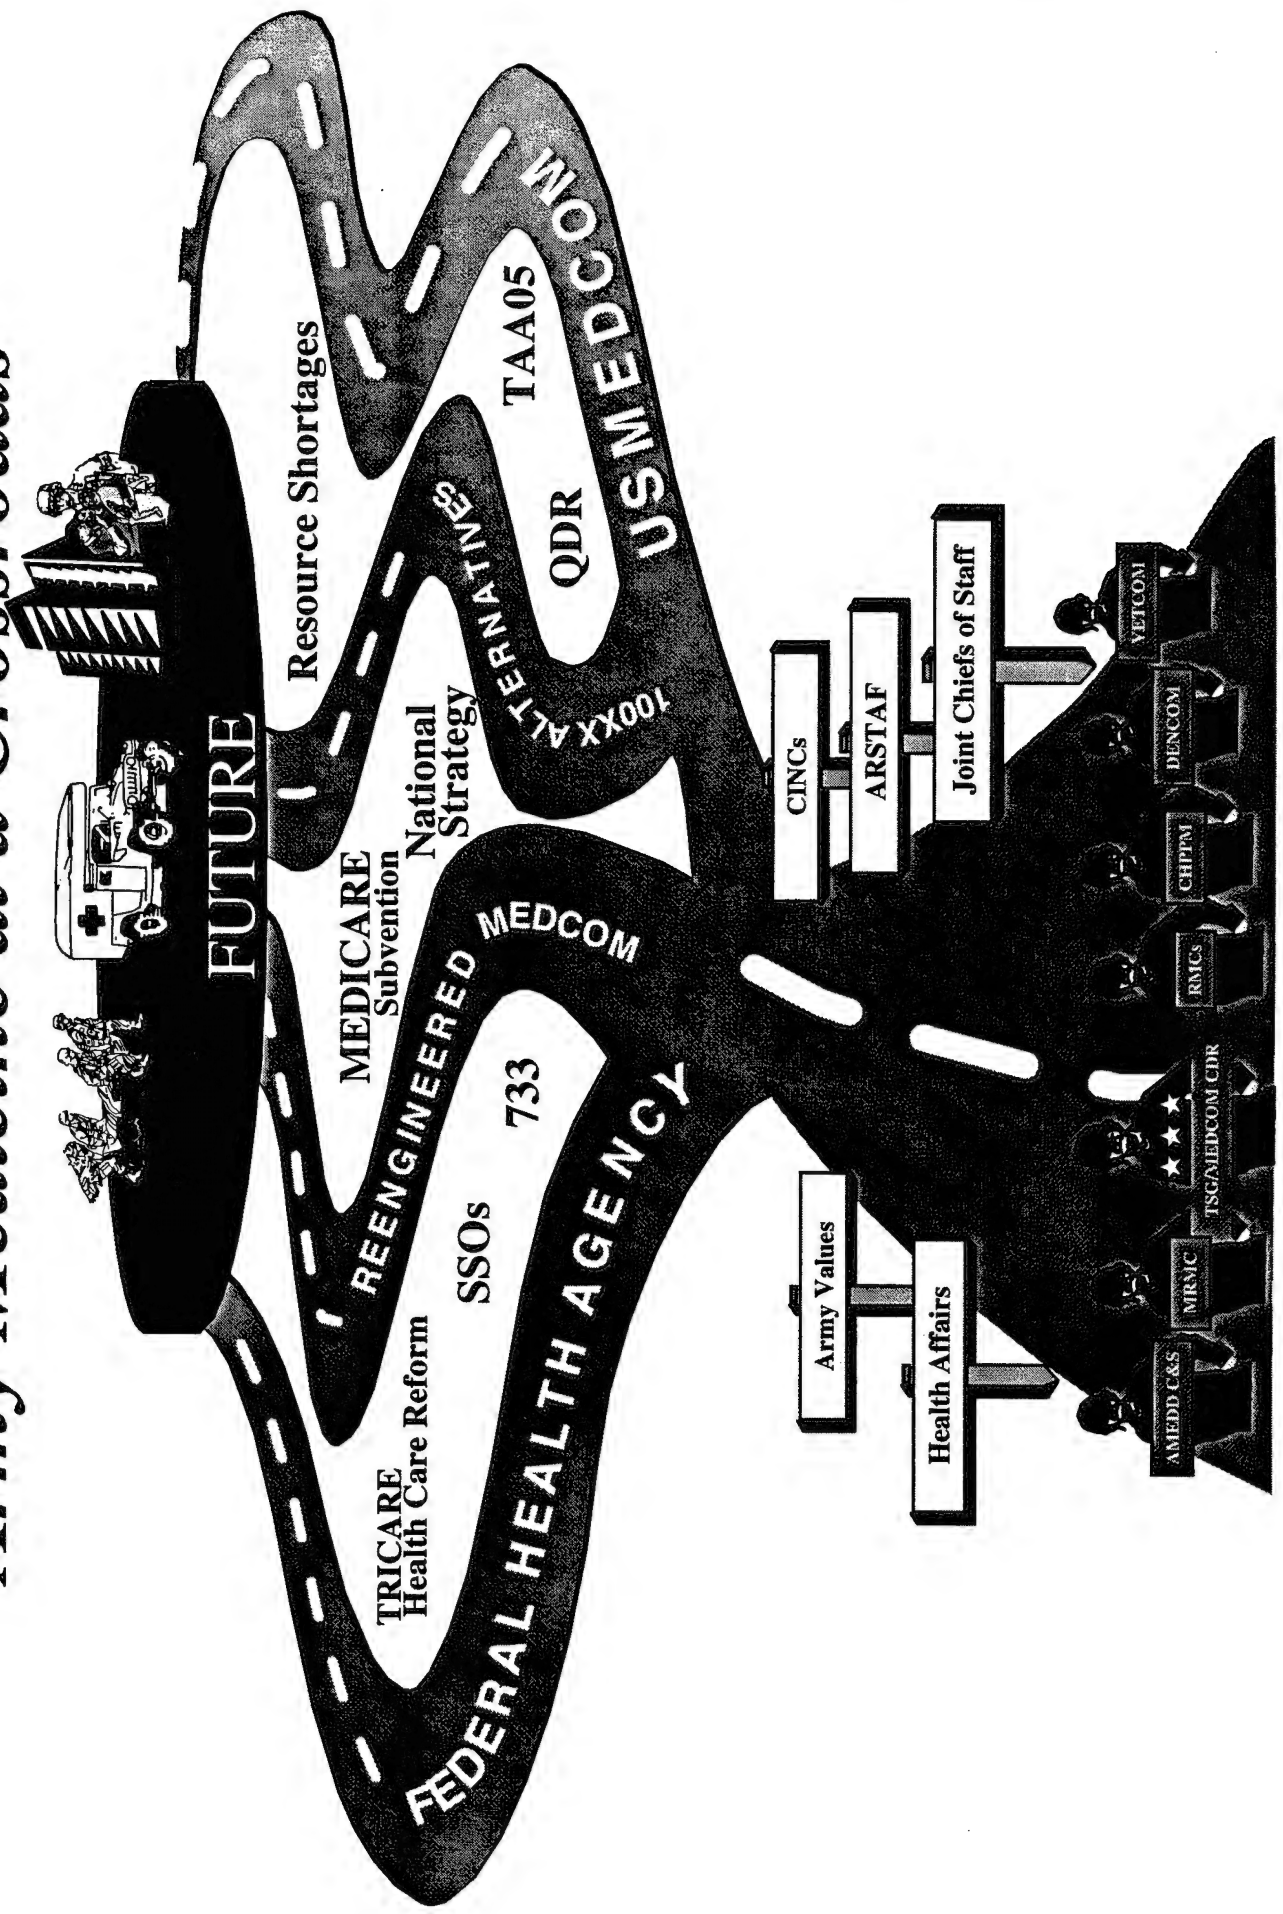 Army Medicine at a Crossroads
FUTURE
Resource Shortages
MEDICARE
Subvention
National
Strategy
TRICARE
Health Care Reform
REENGINEERED MEDCOM
100XX ALTERNATIVES
SSOs
733
QDR
TAA05
FEDERAL HEALTH AGENCY
USMEDCOM
Army Values
Health Affairs
CINCs
ARSTAF
Joint Chiefs of Staff
AMEDD C&S
MRMC
TSG/MEDCOM CDR
RMCs
CHPPM
DENCOM
VETCOM